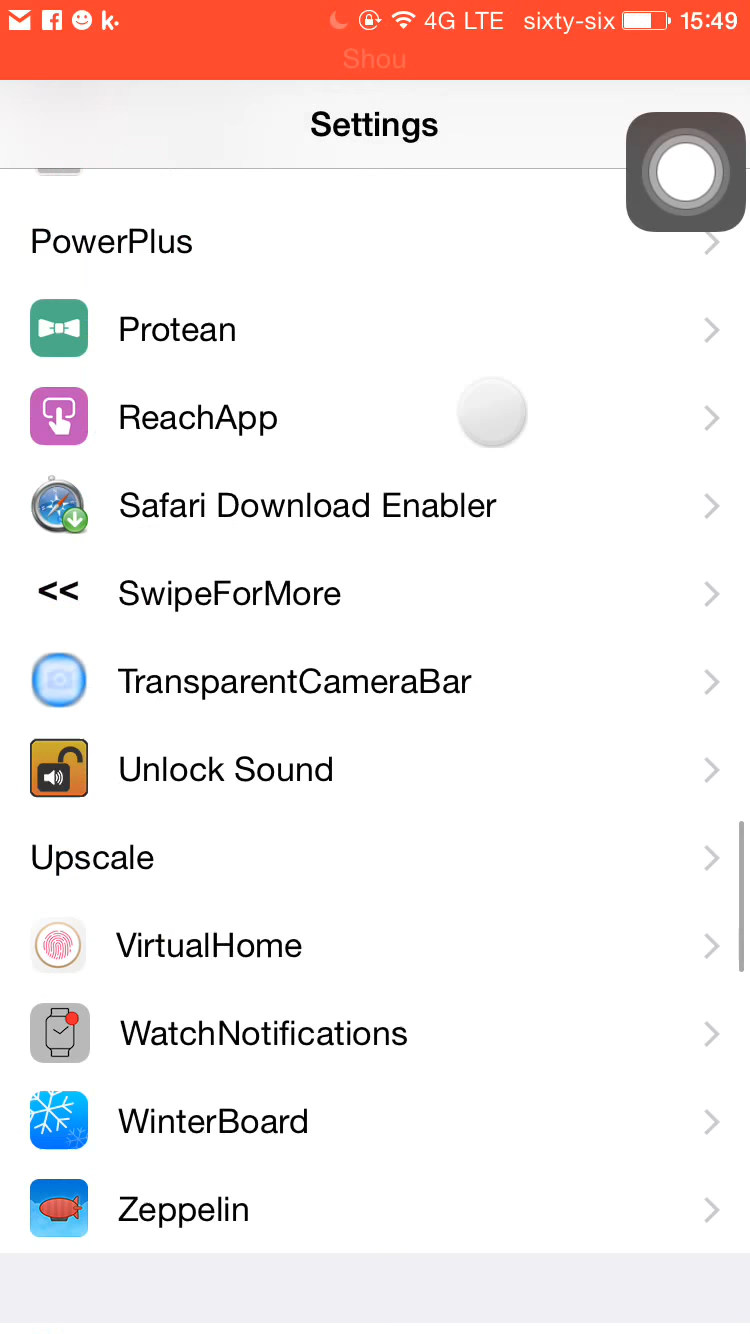 k. 4G LTE sixty-six 15:49
Shou
Settings
PowerPlus
Protean
ReachApp
Safari Download Enabler
<< SwipeForMore
TransparentCameraBar
Unlock Sound
Upscale
VirtualHome
WatchNotifications
WinterBoard
Zeppelin